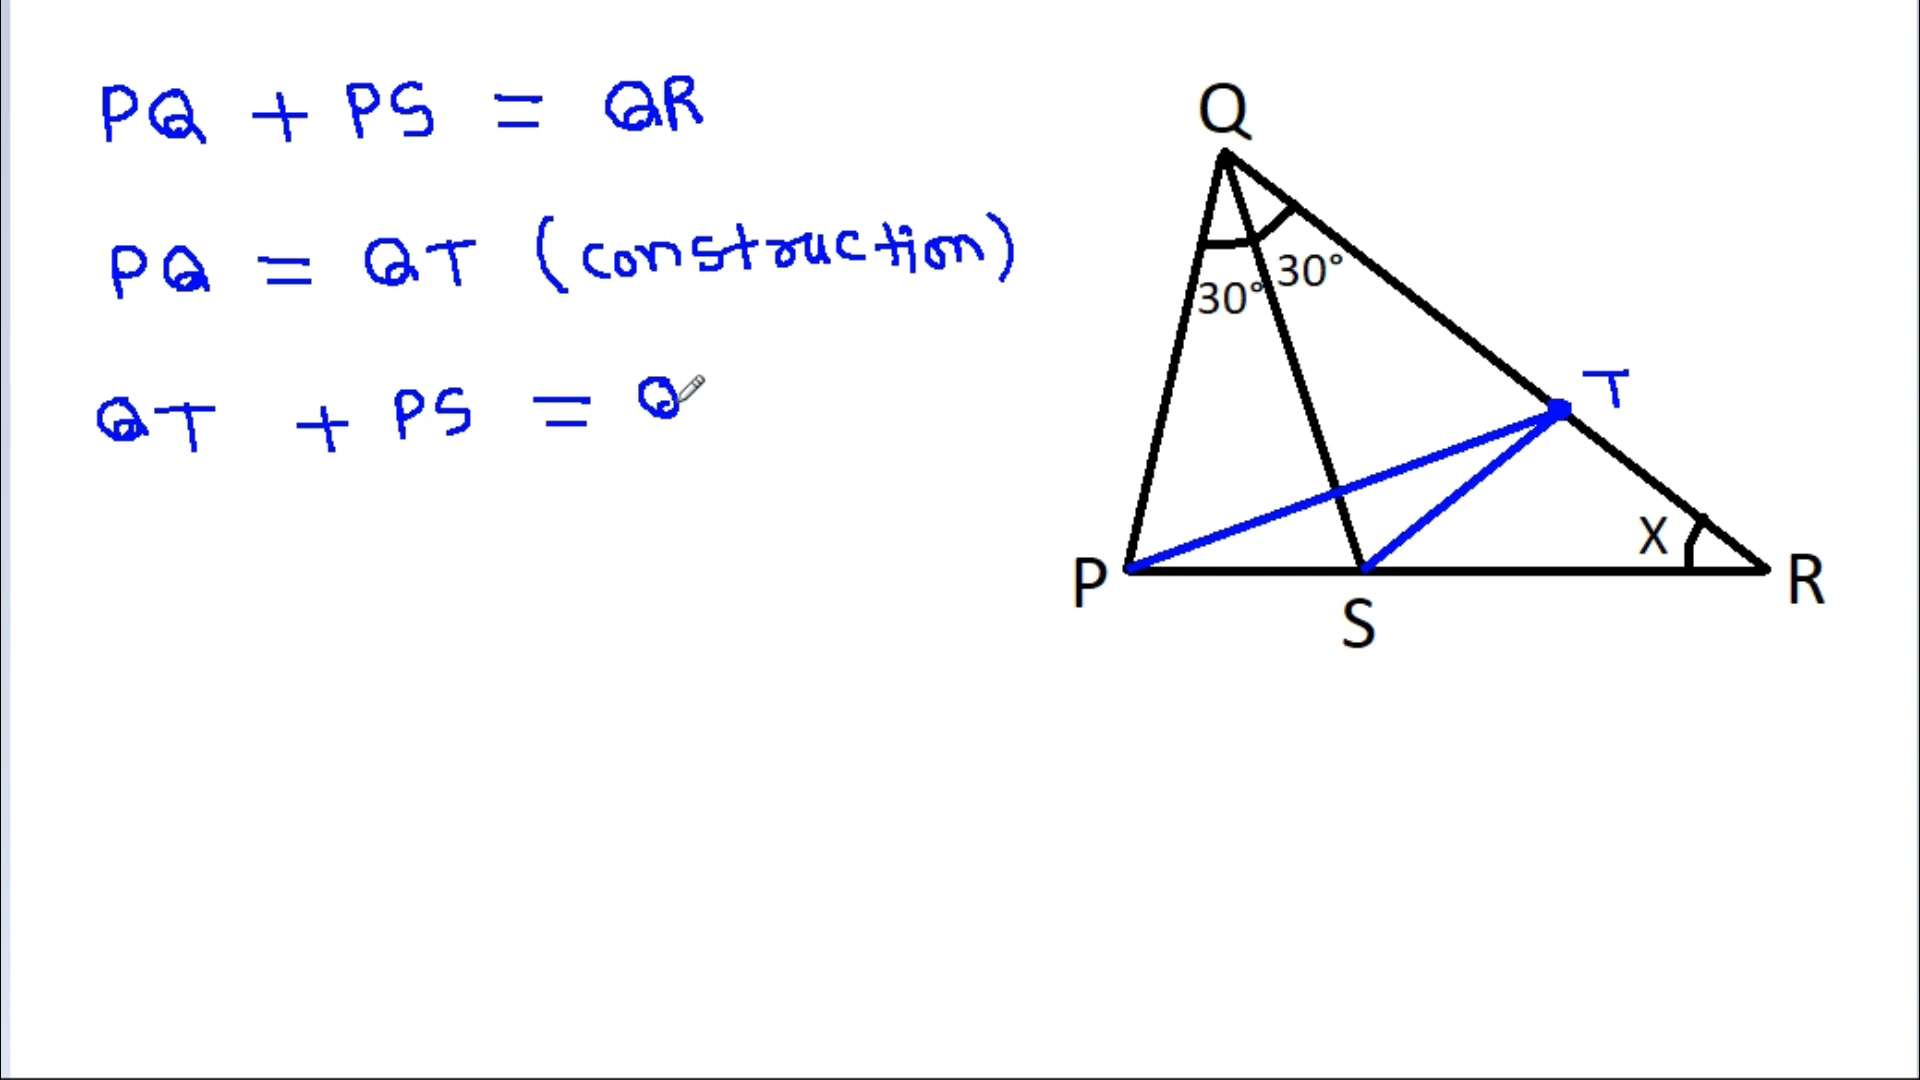 PQ + PS = QR
PQ = QT (construction)
QT + PS = Q
Q
30°
30°
T
X
P
R
S